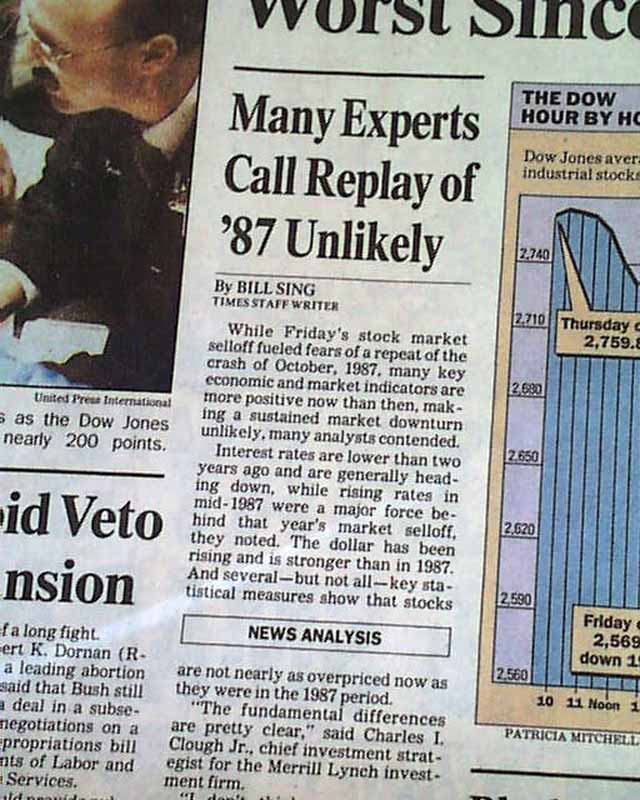 Worst Since
Many Experts
Call Replay of
'87 Unlikely
By BILL SING
TIMES STAFF WRITER
While Friday's stock market
selloff fueled fears of a repeat of the
crash of October, 1987, many key
economic and market indicators are
more positive now than then, mak-
ing a sustained market downturn
unlikely, many analysts contended.
Interest rates are lower than two
years ago and are generally head-
ing down, while rising rates in
mid-1987 were a major force be-
hind that year's market selloff,
they noted. The dollar has been
rising and is stronger than in 1987.
And several—but not all—key sta-
tistical measures show that stocks
NEWS ANALYSIS
are not nearly as overpriced now as
they were in the 1987 period.
"The fundamental differences
are pretty clear," said Charles I.
Clough Jr., chief investment strat-
egist for the Merrill Lynch invest-
ment firm.
"I don't
United Press International
s as the Dow Jones
nearly 200 points.
id Veto
nsion
f a long fight.
ert K. Dornan (R-
a leading abortion
said that Bush still
a deal in a subse-
negotiations on a
propriations bill
nts of Labor and
Services.
THE DOW
HOUR BY HO
Dow Jones avera
industrial stocks
2,740
2,710
2,680
2,650
2,620
2,590
2,560
Thursday c
2,759.8
Friday c
2,569
down 1
10 11 Noon 1
PATRICIA MITCHELL